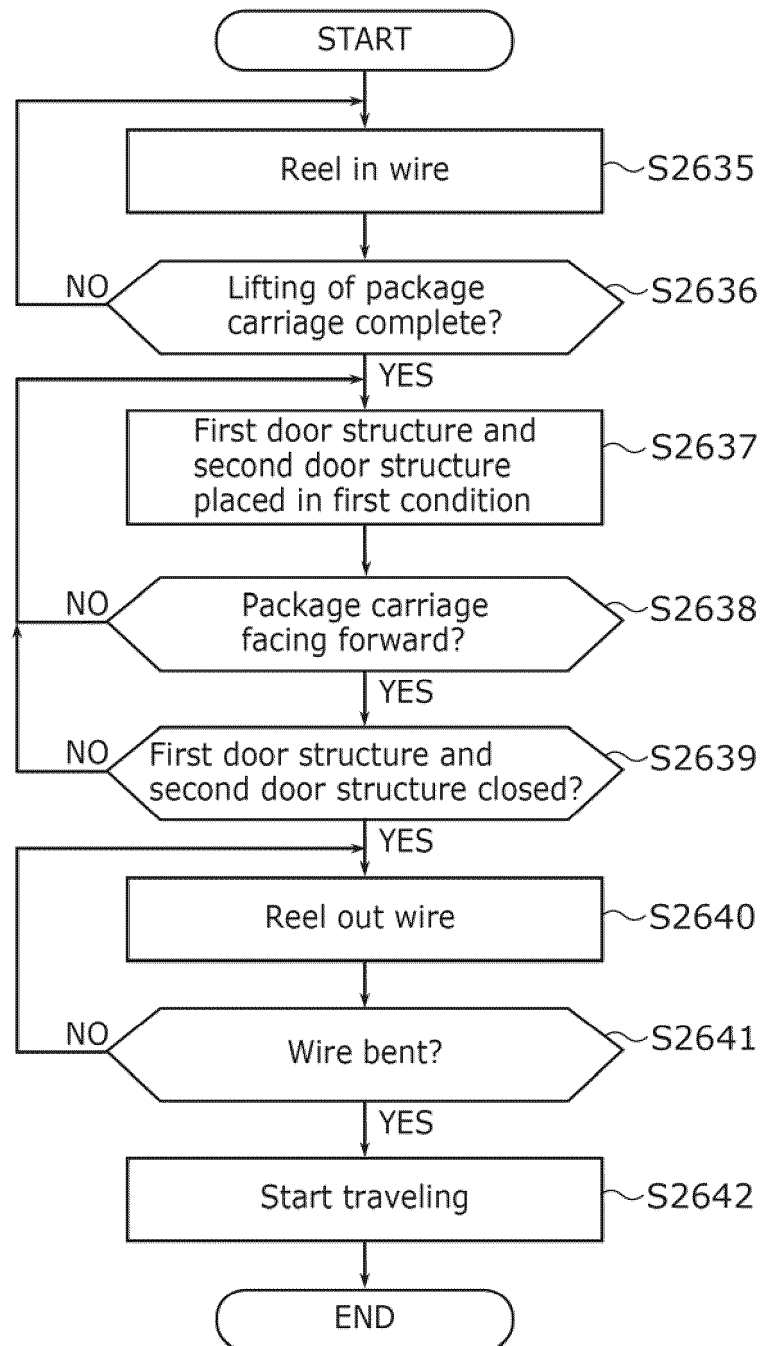 START
Reel in wire
S2635
Lifting of package
carriage complete?
S2636
NO
YES
First door structure and
second door structure
placed in first condition
S2637
Package carriage
facing forward?
S2638
NO
YES
First door structure and
second door structure closed?
S2639
NO
YES
Reel out wire
S2640
Wire bent?
S2641
NO
YES
Start traveling
S2642
END